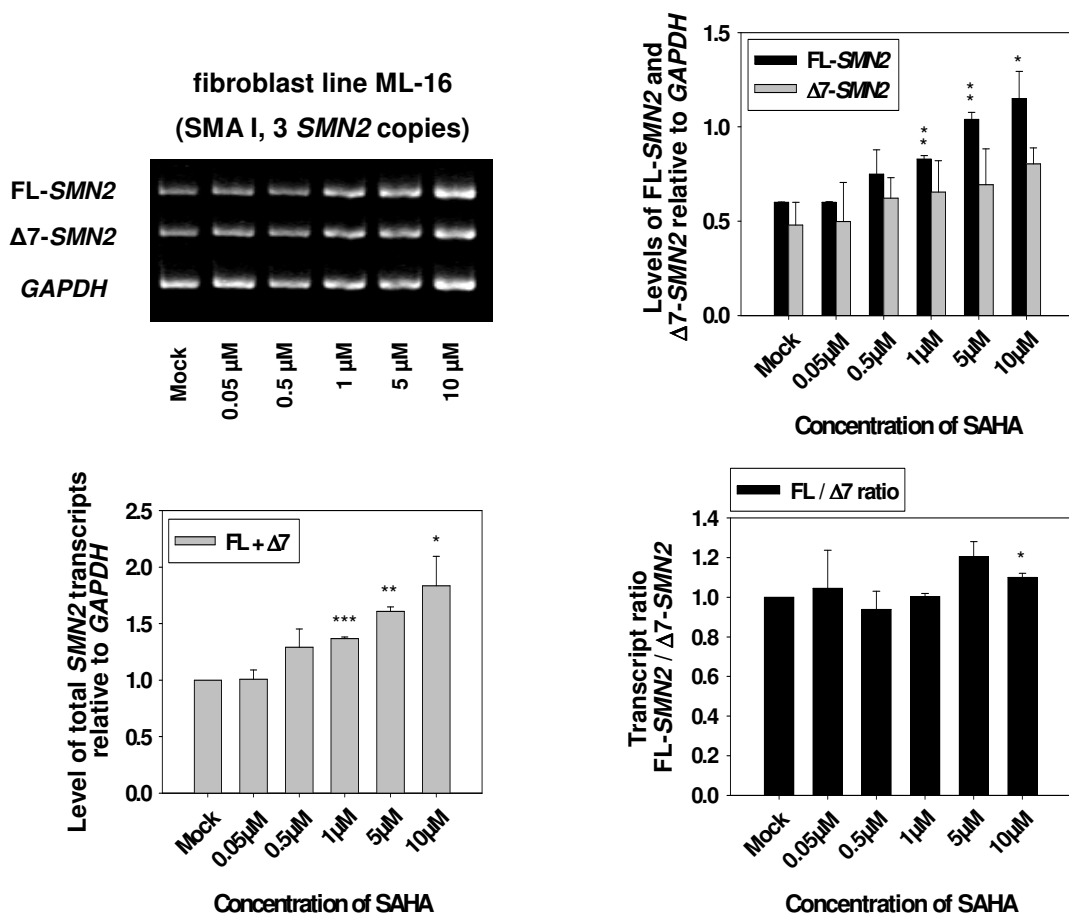 fibroblast line ML-16
(SMA I, 3 SMN2 copies)
FL-SMN2
Δ7-SMN2
GAPDH
Mock
0.05 µM
0.5 µM
1 µM
5 µM
10 µM
Levels of FL-SMN2 and
Δ7-SMN2 relative to GAPDH
1.5
1.0
0.5
0.0
FL-SMN2
Δ7-SMN2
**
**
*
Mock
0.05µM
0.5µM
1µM
5µM
10µM
Concentration of SAHA
Level of total SMN2 transcripts
relative to GAPDH
2.5
2.0
1.5
1.0
0.5
0.0
FL + Δ7
***
**
*
Mock
0.05µM
0.5µM
1µM
5µM
10µM
Concentration of SAHA
FL / Δ7 ratio
Transcript ratio
FL-SMN2 / Δ7-SMN2
1.4
1.2
1.0
0.8
0.6
0.4
0.2
0.0
*
Mock
0.05µM
0.5µM
1µM
5µM
10µM
Concentration of SAHA